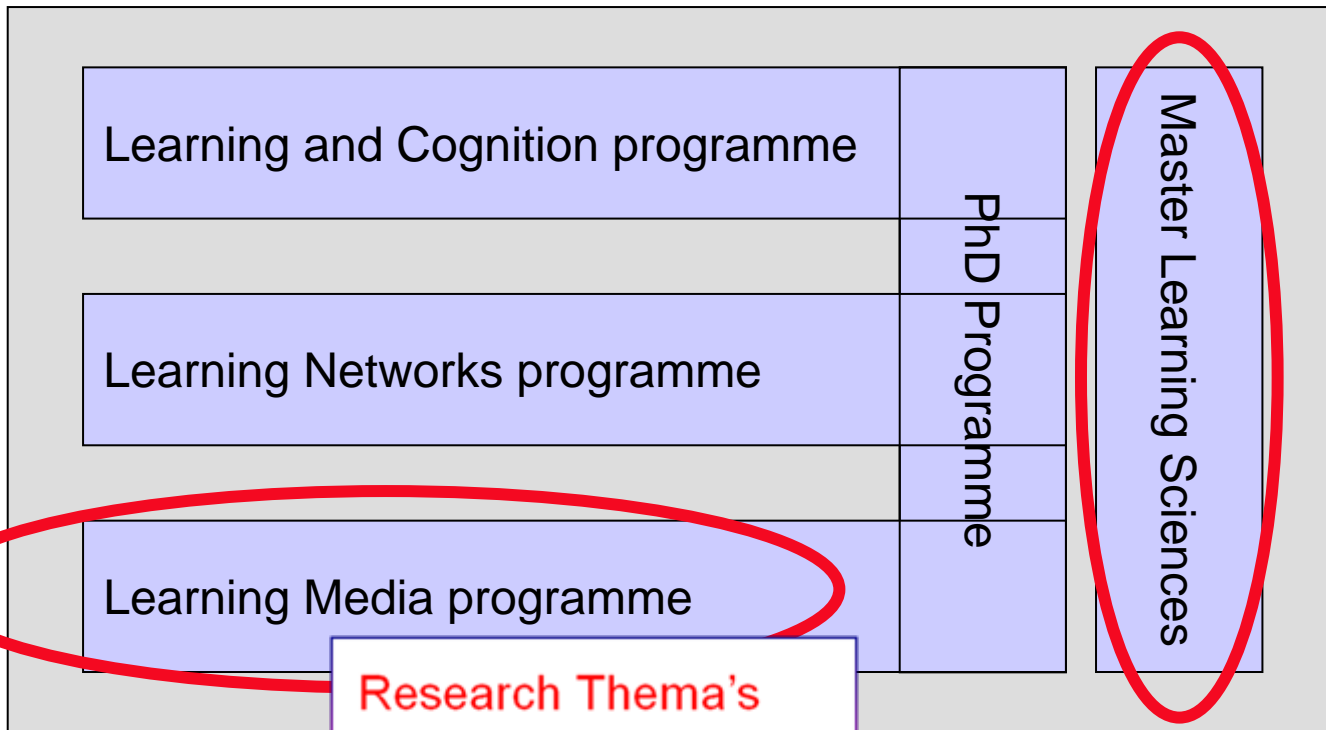 Learning and Cognition programme
Learning Networks programme
Learning Media programme
PhD Programme
Master Learning Sciences
Research Thema's